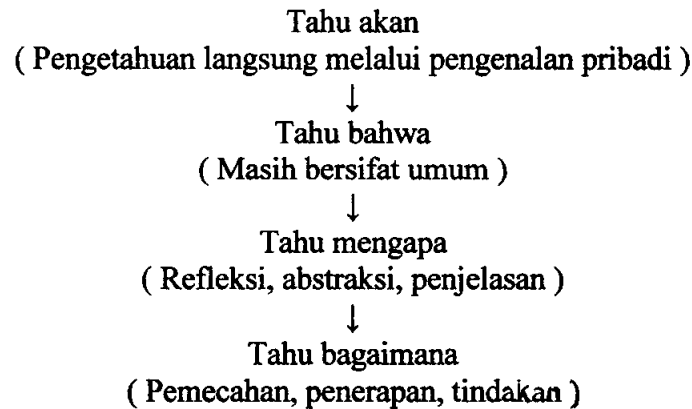 Tahu akan
( Pengetahuan langsung melalui pengenalan pribadi )
↓
Tahu bahwa
( Masih bersifat umum )
↓
Tahu mengapa
( Refleksi, abstraksi, penjelasan )
↓
Tahu bagaimana
( Pemecahan, penerapan, tindakan )